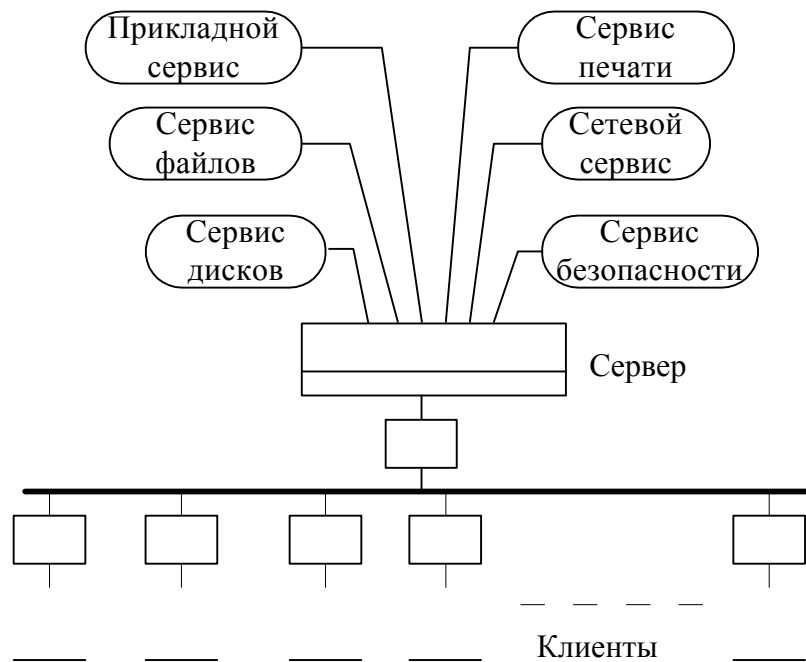 Прикладной
сервис
Сервис
печати
Сервис
файлов
Сетевой
сервис
Сервис
дисков
Сервис
безопасности
Сервер
Клиенты